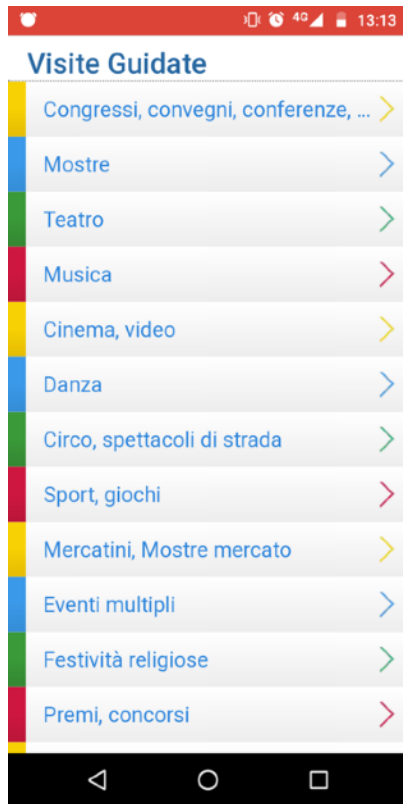 4G 13:13
Visite Guidate
Congressi, convegni, conferenze, ...
Mostre
Teatro
Musica
Cinema, video
Danza
Circo, spettacoli di strada
Sport, giochi
Mercatini, Mostre mercato
Eventi multipli
Festività religiose
Premi, concorsi